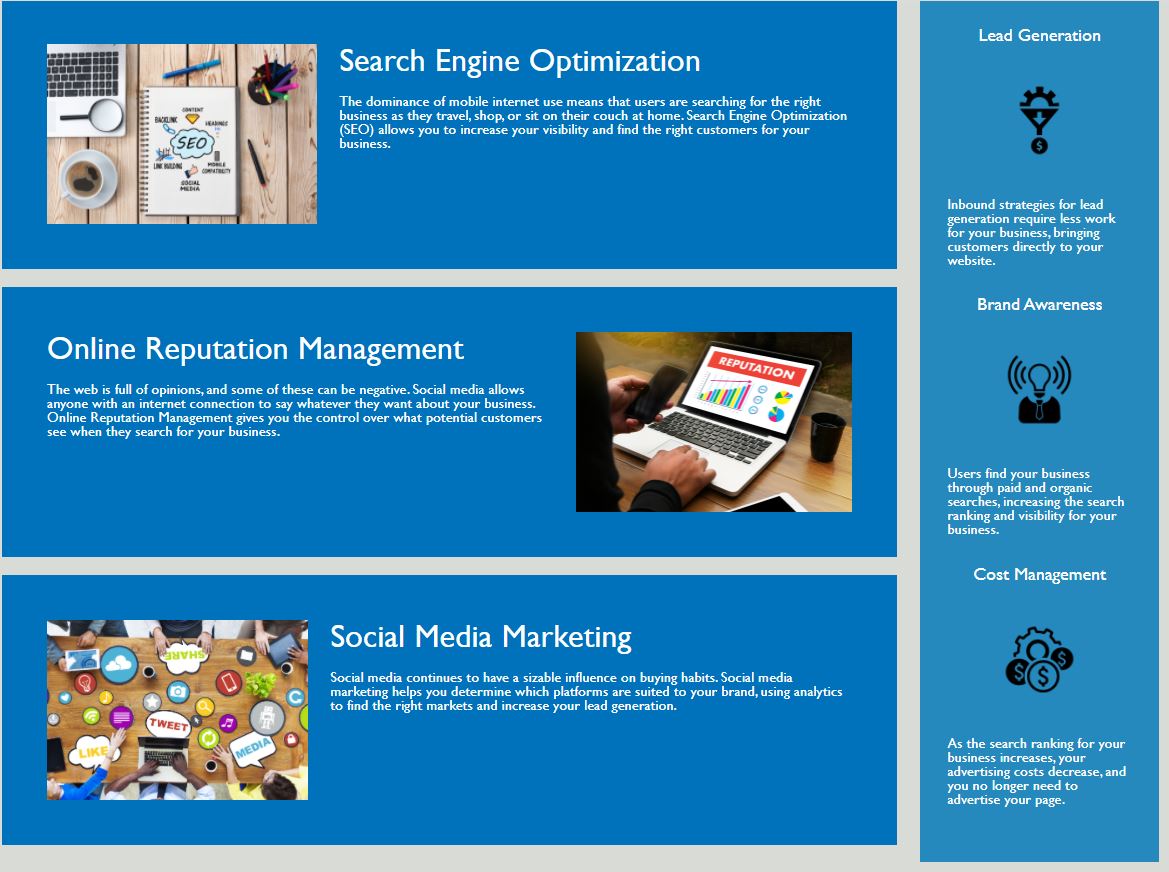 CONTENT
BACKLINK
HEADINGS
SEO
LINK BUILDING
MOBILE
COMPATIBILITY
SOCIAL
MEDIA
Search Engine Optimization
The dominance of mobile internet use means that users are searching for the right
business as they travel, shop, or sit on their couch at home. Search Engine Optimization
(SEO) allows you to increase your visibility and find the right customers for your
business.
Online Reputation Management
The web is full of opinions, and some of these can be negative. Social media allows
anyone with an internet connection to say whatever they want about your business.
Online Reputation Management gives you the control over what potential customers
see when they search for your business.
REPUTATION
SHARE
TWEET
LIKE
MEDIA
Social Media Marketing
Social media continues to have a sizable influence on buying habits. Social media
marketing helps you determine which platforms are suited to your brand, using analytics
to find the right markets and increase your lead generation.
Lead Generation
$
Inbound strategies for lead
generation require less work
for your business, bringing
customers directly to your
website.
Brand Awareness
Users find your business
through paid and organic
searches, increasing the search
ranking and visibility for your
business.
Cost Management
$ $ $
As the search ranking for your
business increases, your
advertising costs decrease, and
you no longer need to
advertise your page.